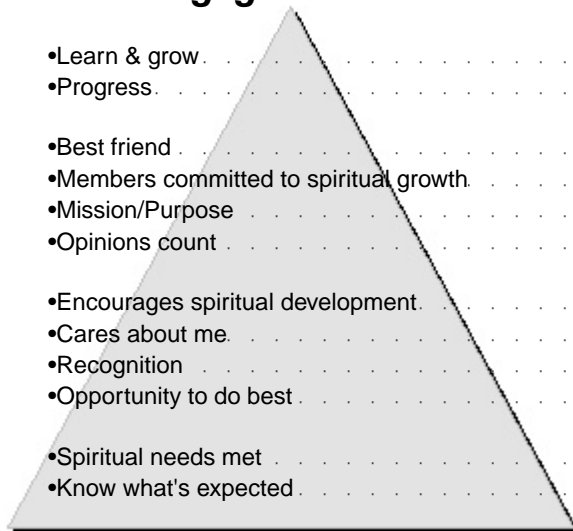 •Learn & grow
•Progress
•Best friend
•Members committed to spiritual growth
•Mission/Purpose
•Opinions count
•Encourages spiritual development
•Cares about me
•Recognition
•Opportunity to do best
•Spiritual needs met
•Know what's expected